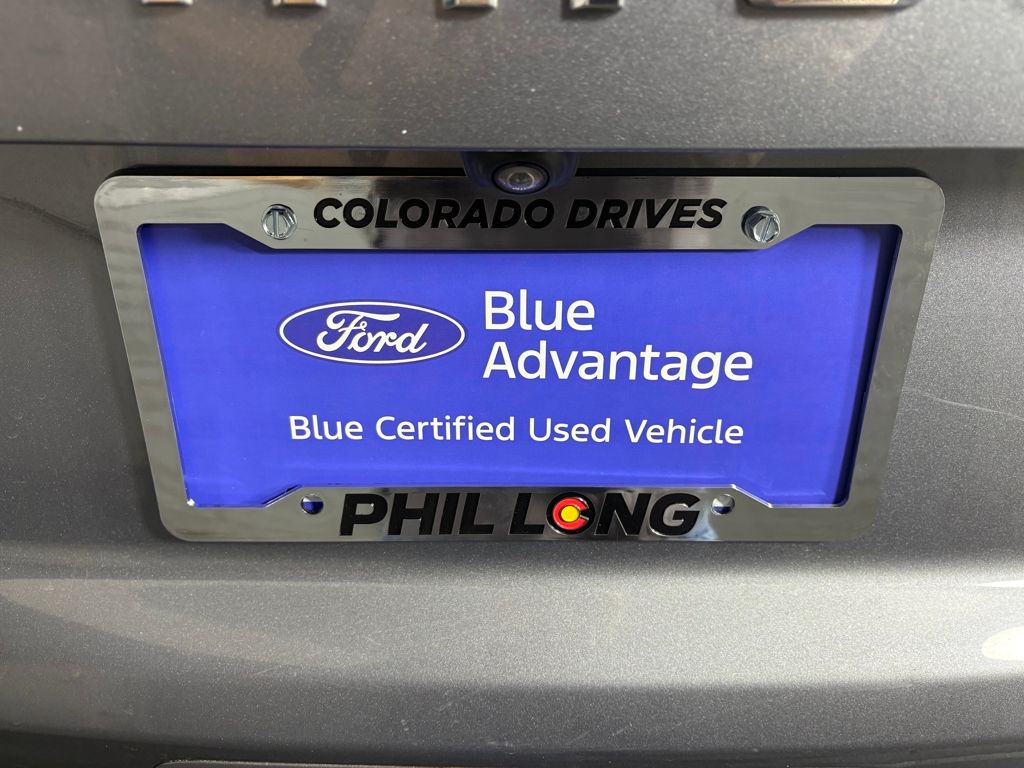 COLORADO DRIVES
Ford
Blue
Advantage
Blue Certified Used Vehicle
PHIL LONG